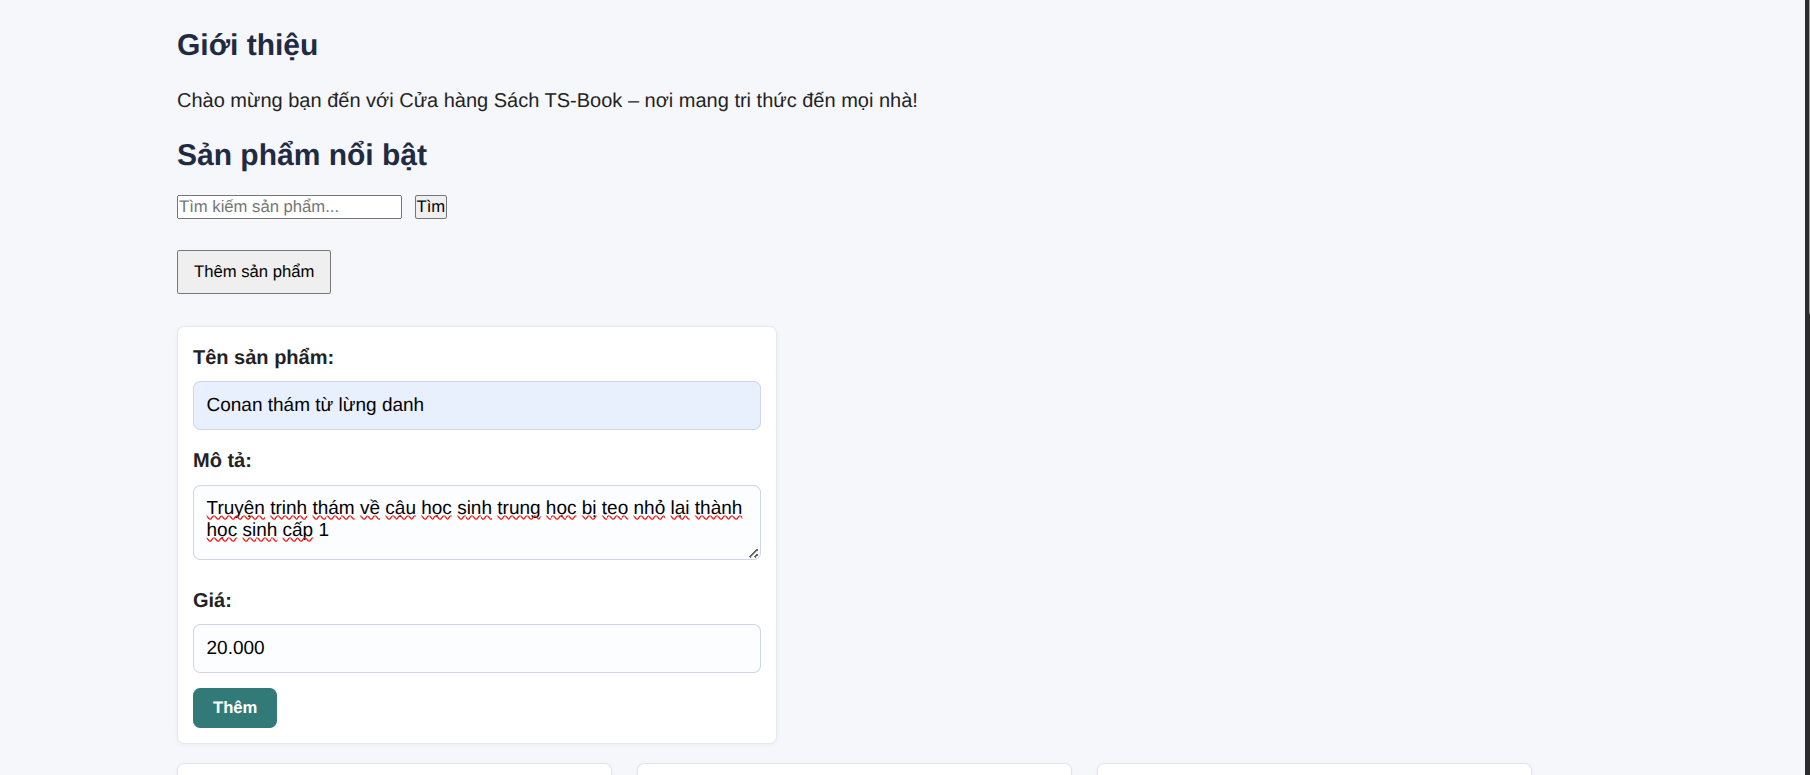 Giới thiệu
Chào mừng bạn đến với Cửa hàng Sách TS-Book – nơi mang tri thức đến mọi nhà!
Sản phẩm nổi bật
Tìm kiếm sản phẩm... Tìm
Thêm sản phẩm
Tên sản phẩm:
Conan thám từ lừng danh
Mô tả:
Truyện trinh thám về câu học sinh trung học bị teo nhỏ lại thành
học sinh cấp 1
Giá:
20.000
Thêm